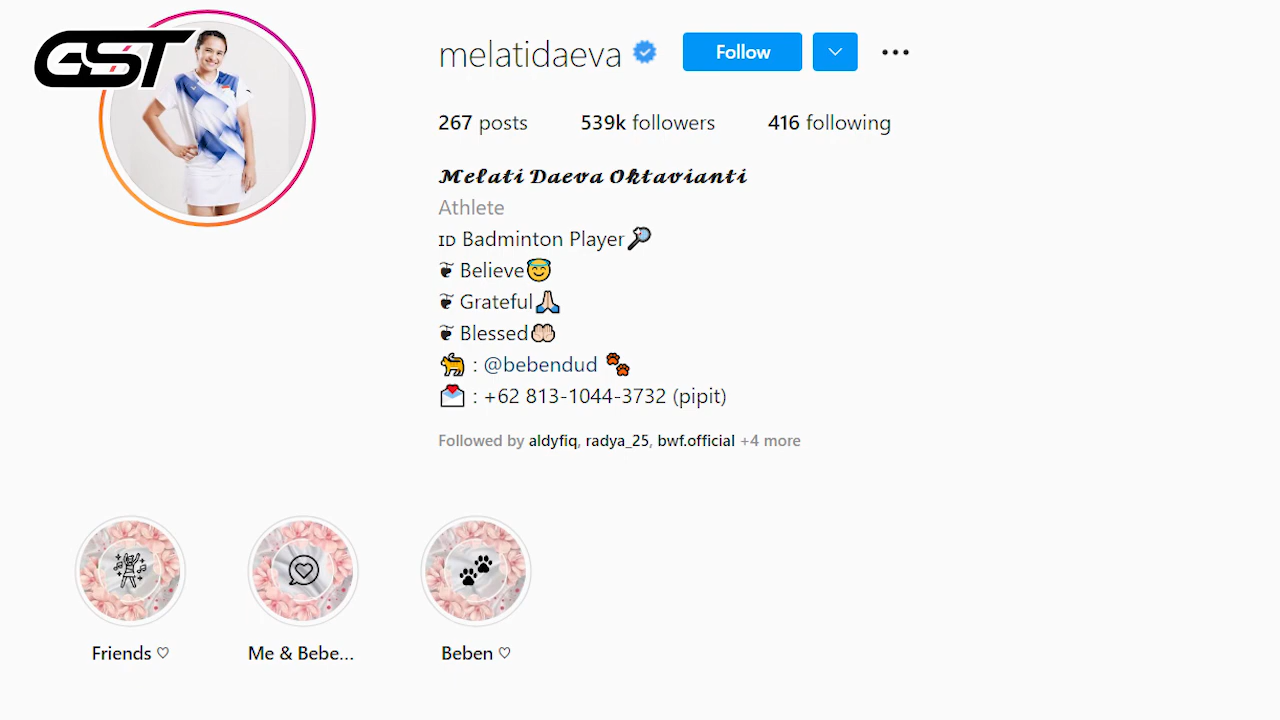 GST
melatidaeva
Follow
267 posts 539k followers 416 following
𝓜𝓮𝓵𝓪𝓽𝓲 𝓓𝓪𝓮𝓿𝓪 𝓞𝓴𝓽𝓪𝓿𝓲𝓪𝓷𝓽𝓲
Athlete
ɪᴅ Badminton Player
❦ Believe😇
❦ Grateful🙏🏻
❦ Blessed🤲🏻
🐈 : @bebendud 🐾
💌 : +62 813-1044-3732 (pipit)
Followed by aldyfiq, radya_25, bwf.official +4 more
Friends ♡ Me & Bebe... Beben ♡